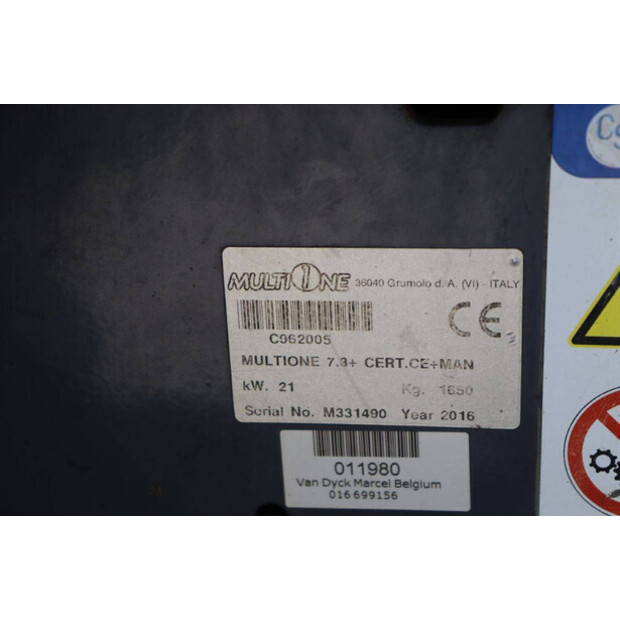 MULTIONE 36040 Grumolo d. A. (VI) - ITALY
C962005
MULTIONE 7.3+ CERT.CE+MAN
kW. 21 Kg. 1650
Serial No. M331490 Year 2016
011980
Van Dyck Marcel Belgium
016 699156